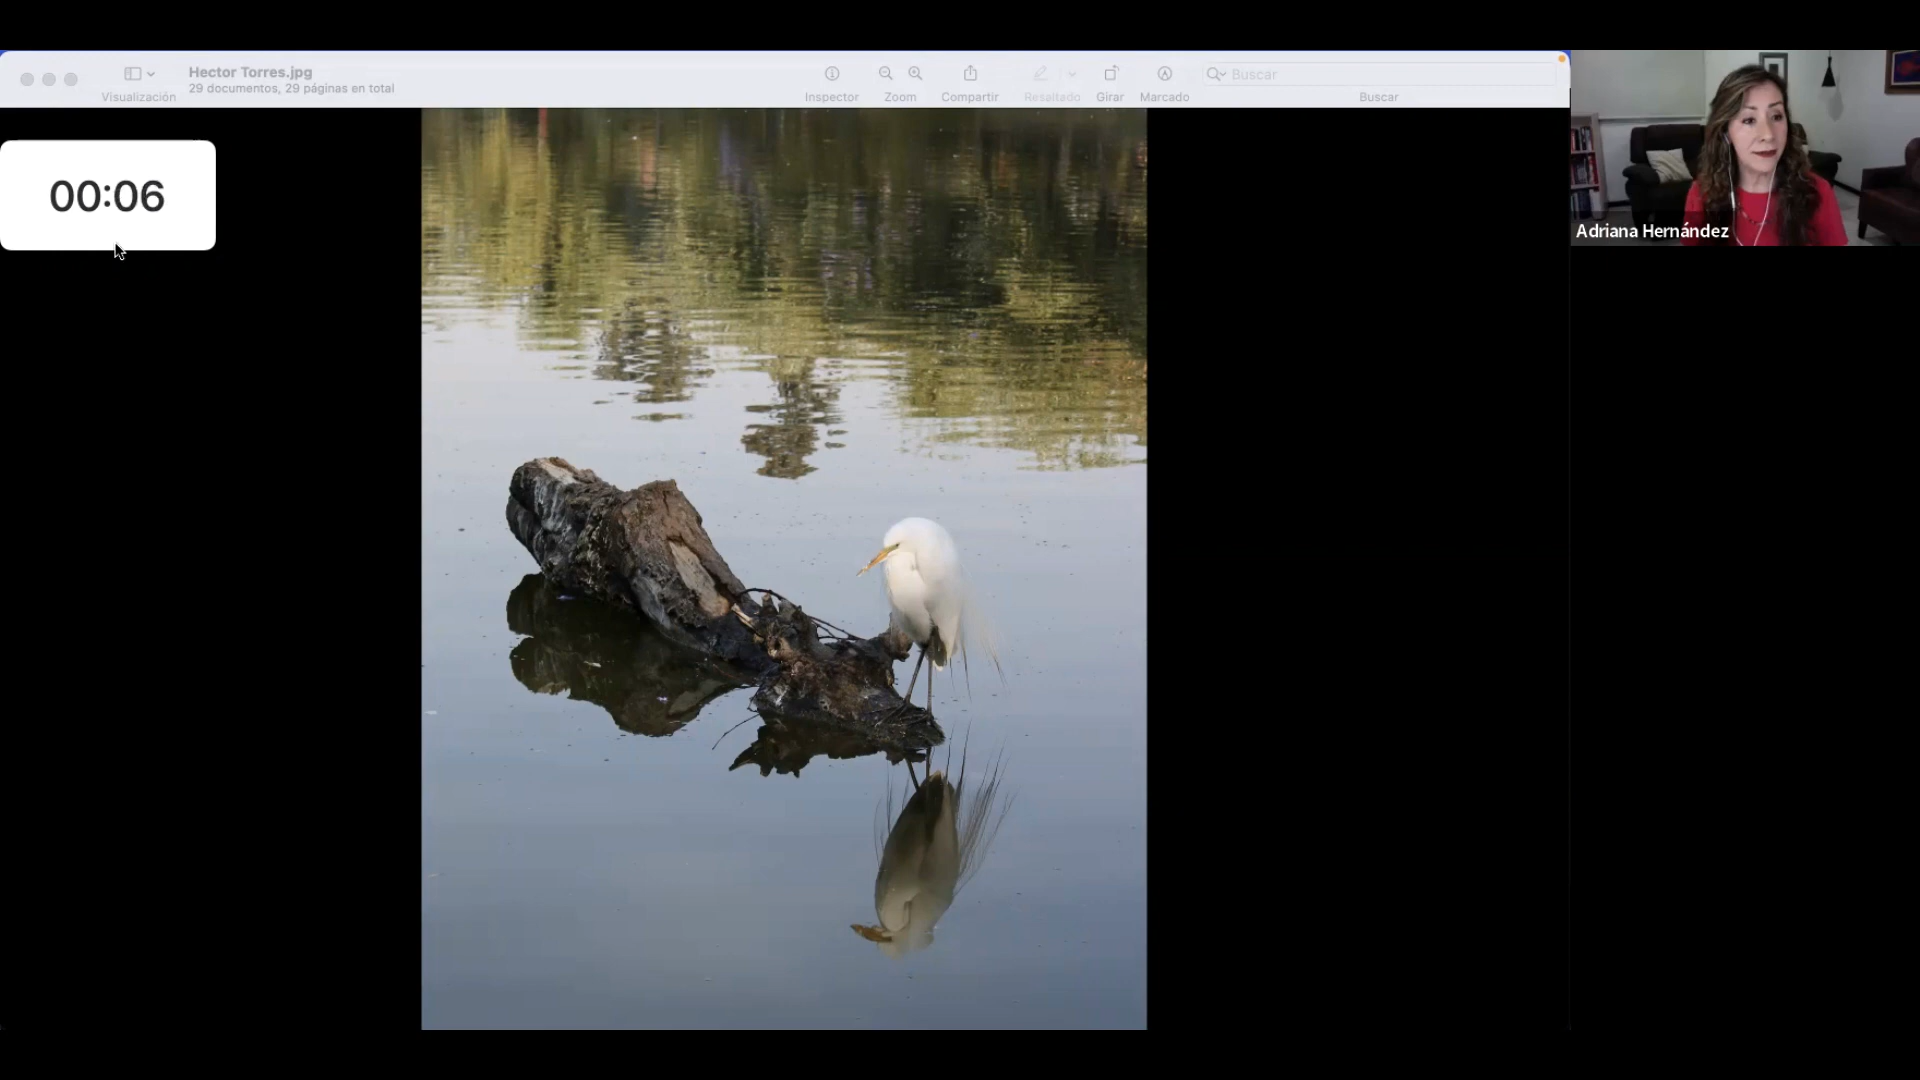 Hector Torres.jpg
29 documentos, 29 páginas en total
Visualización
Inspector
Zoom
Compartir
Resaltado
Girar
Marcado
Buscar
Buscar
00:06
Adriana Hernández